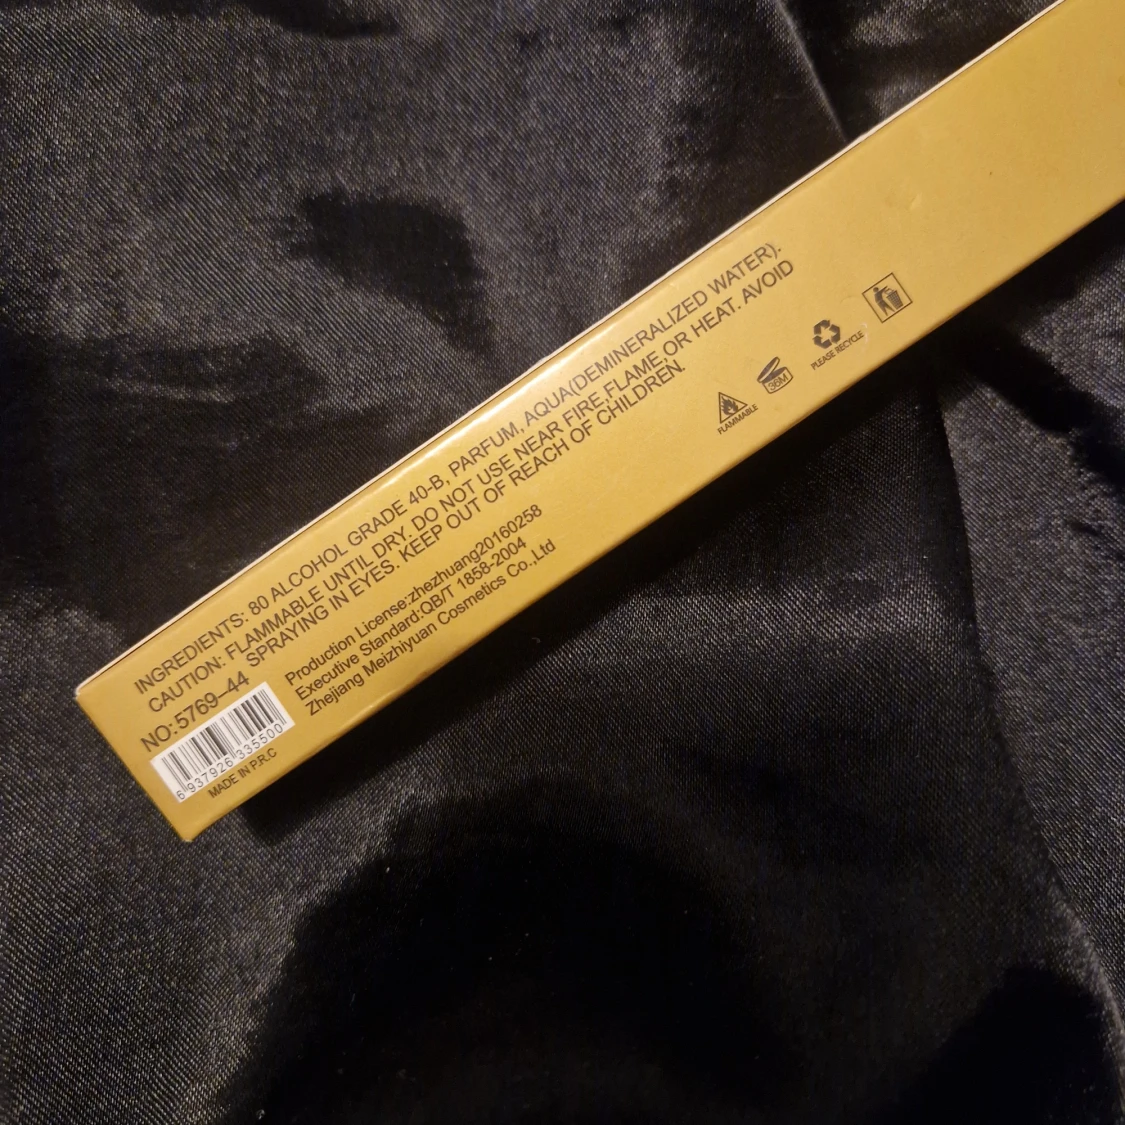 INGREDIENTS: 80 ALCOHOL GRADE 40-B, PARFUM, AQUA(DEMINERALIZED WATER).
CAUTION: FLAMMABLE UNTIL DRY. DO NOT USE NEAR FIRE,FLAME,OR HEAT. AVOID
SPRAYING IN EYES. KEEP OUT OF REACH OF CHILDREN.
NO:5769-44
Production License:zhezhuang20160258
Executive Standard:QB/T 1858-2004
Zhejiang Meizhiyuan Cosmetics Co.,Ltd
6 937926 335500
MADE IN P.R.C
FLAMMABLE
36M
PLEASE RECYCLE